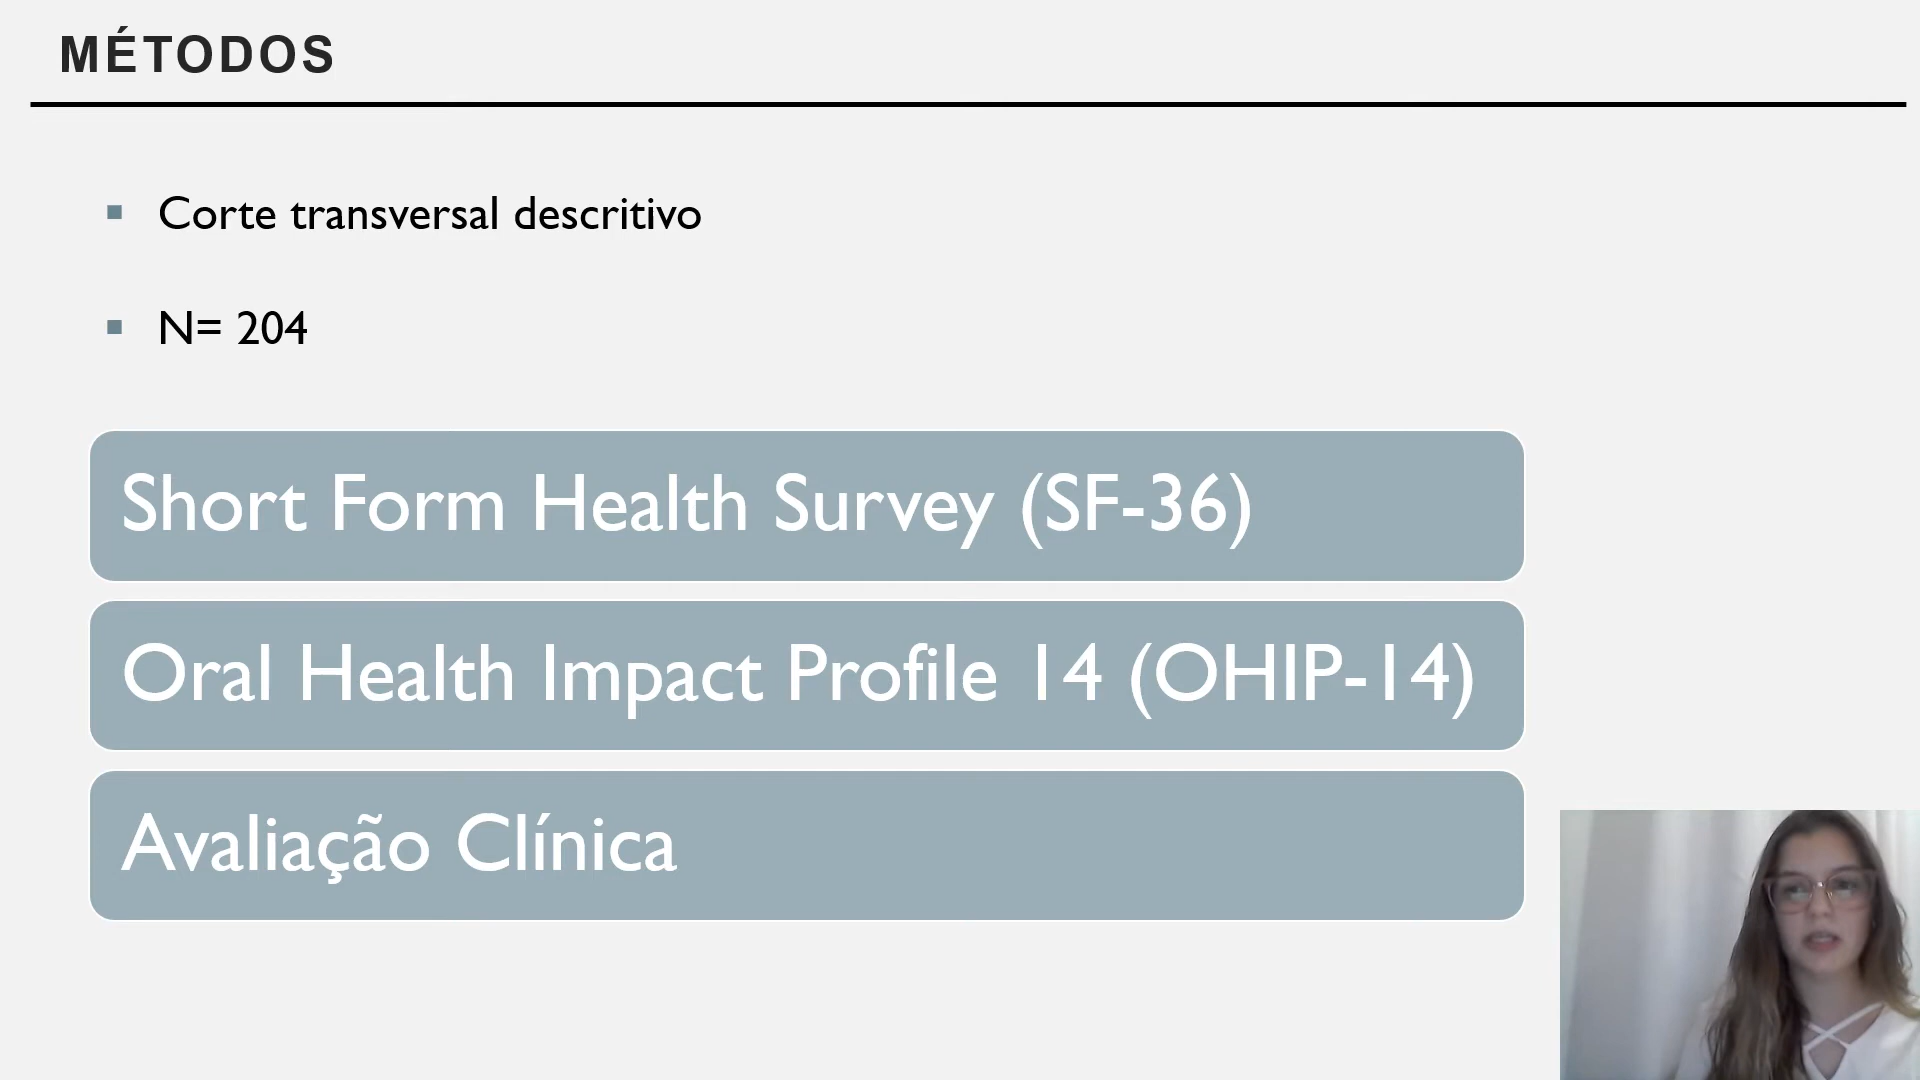 MÉTODOS
Corte transversal descritivo
N= 204
Short Form Health Survey (SF-36)
Oral Health Impact Profile 14 (OHIP-14)
Avaliação Clínica